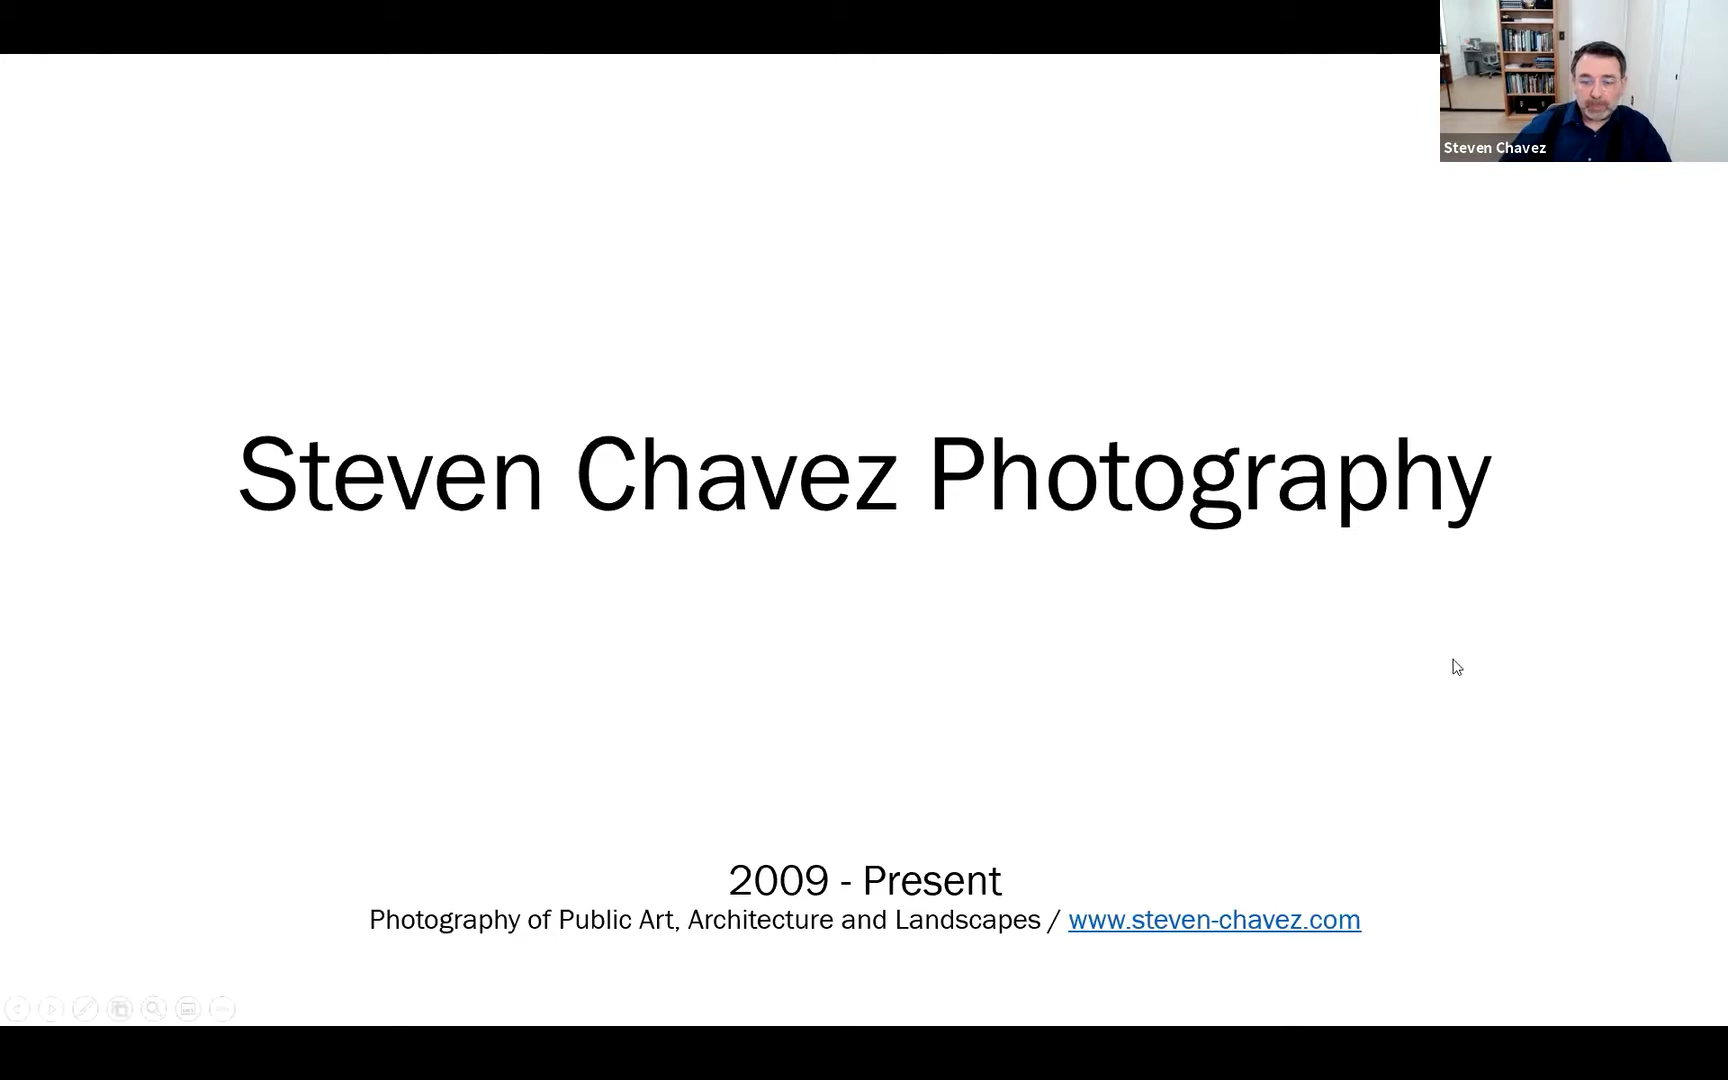 Steven Chavez
Steven Chavez Photography
2009 - Present
Photography of Public Art, Architecture and Landscapes / www.steven-chavez.com